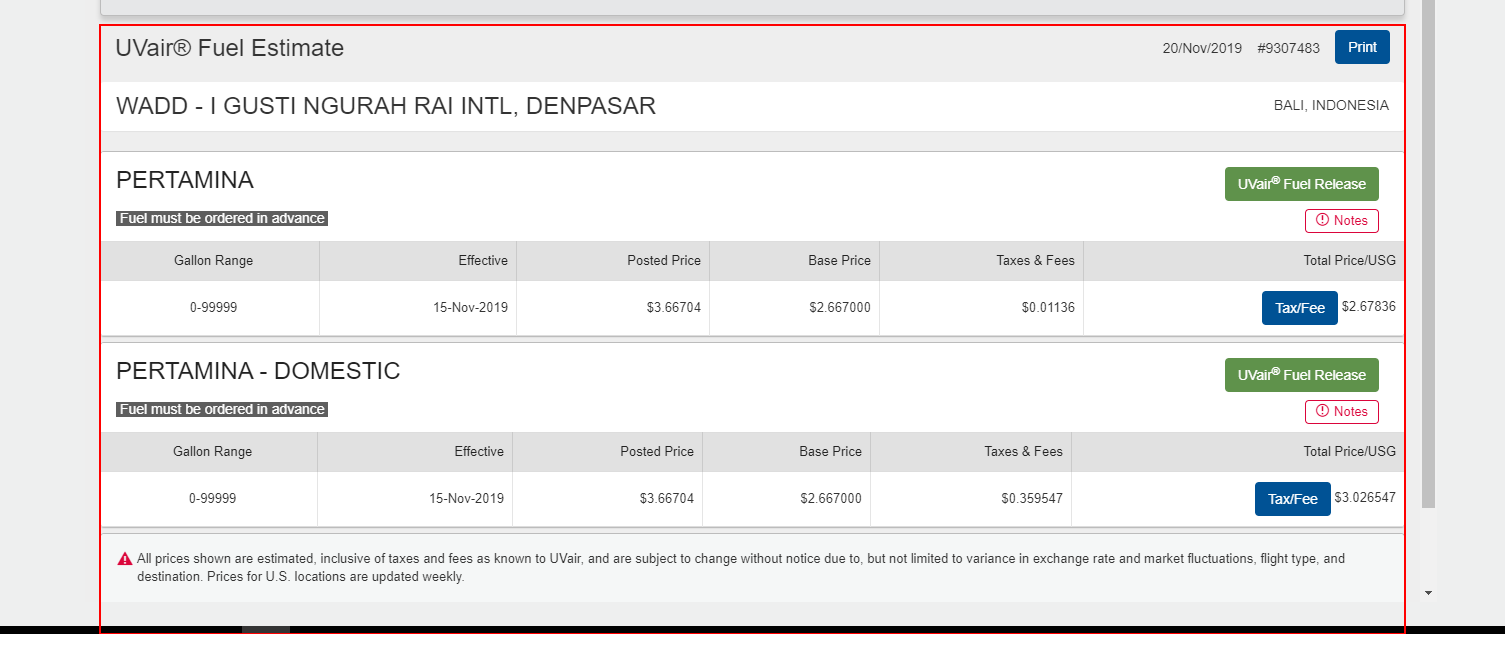 UVair® Fuel Estimate 20/Nov/2019 #9307483 Print
WADD - I GUSTI NGURAH RAI INTL, DENPASAR BALI, INDONESIA
PERTAMINA UVair® Fuel Release
Fuel must be ordered in advance Notes
Gallon Range Effective Posted Price Base Price Taxes & Fees Total Price/USG
0-99999 15-Nov-2019 $3.66704 $2.667000 $0.01136 Tax/Fee $2.67836
PERTAMINA - DOMESTIC UVair® Fuel Release
Fuel must be ordered in advance Notes
Gallon Range Effective Posted Price Base Price Taxes & Fees Total Price/USG
0-99999 15-Nov-2019 $3.66704 $2.667000 $0.359547 Tax/Fee $3.026547
All prices shown are estimated, inclusive of taxes and fees as known to UVair, and are subject to change without notice due to, but not limited to variance in exchange rate and market fluctuations, flight type, and
destination. Prices for U.S. locations are updated weekly.